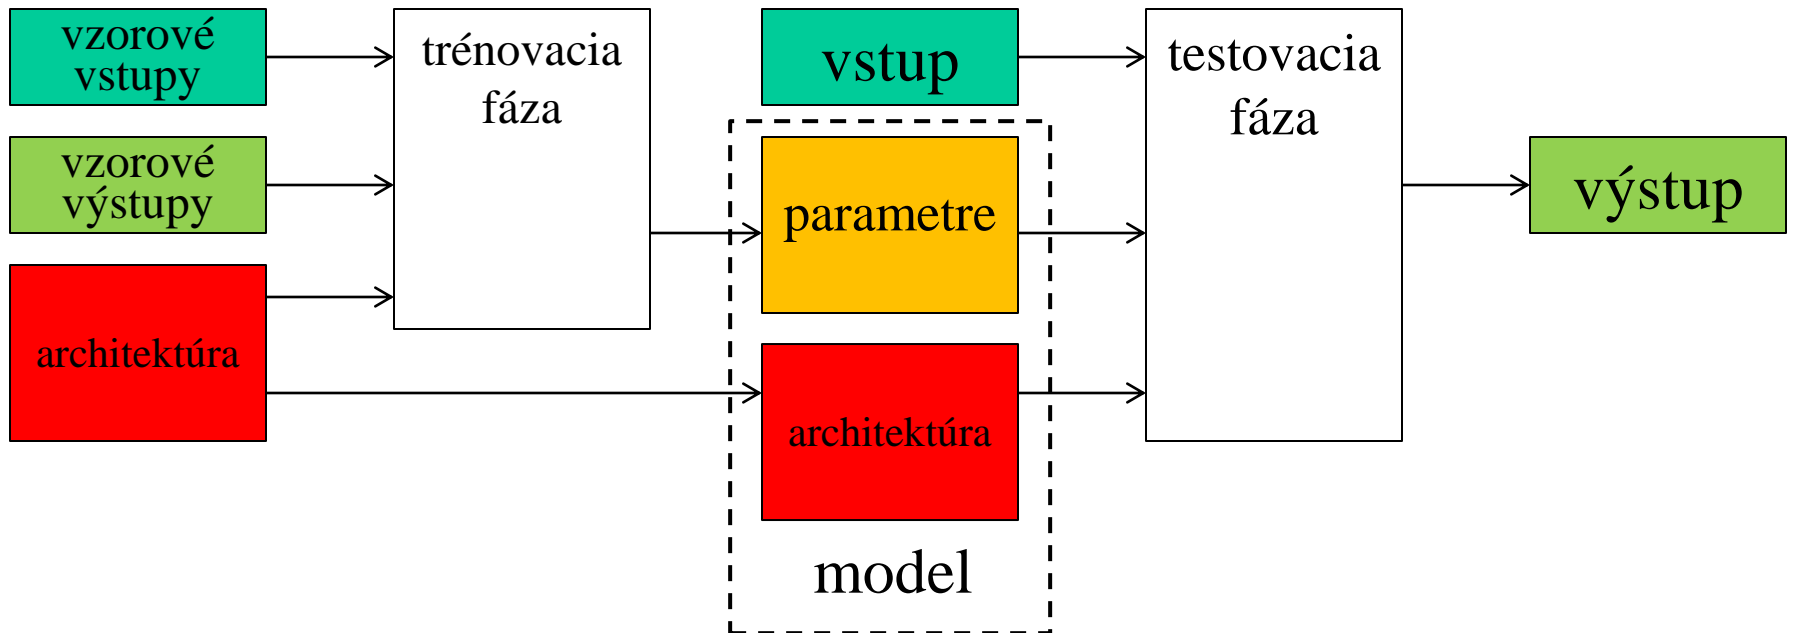 vzorové
vstupy
vzorové
výstupy
architektúra
trénovacia
fáza
vstup
parametre
architektúra
model
testovacia
fáza
výstup